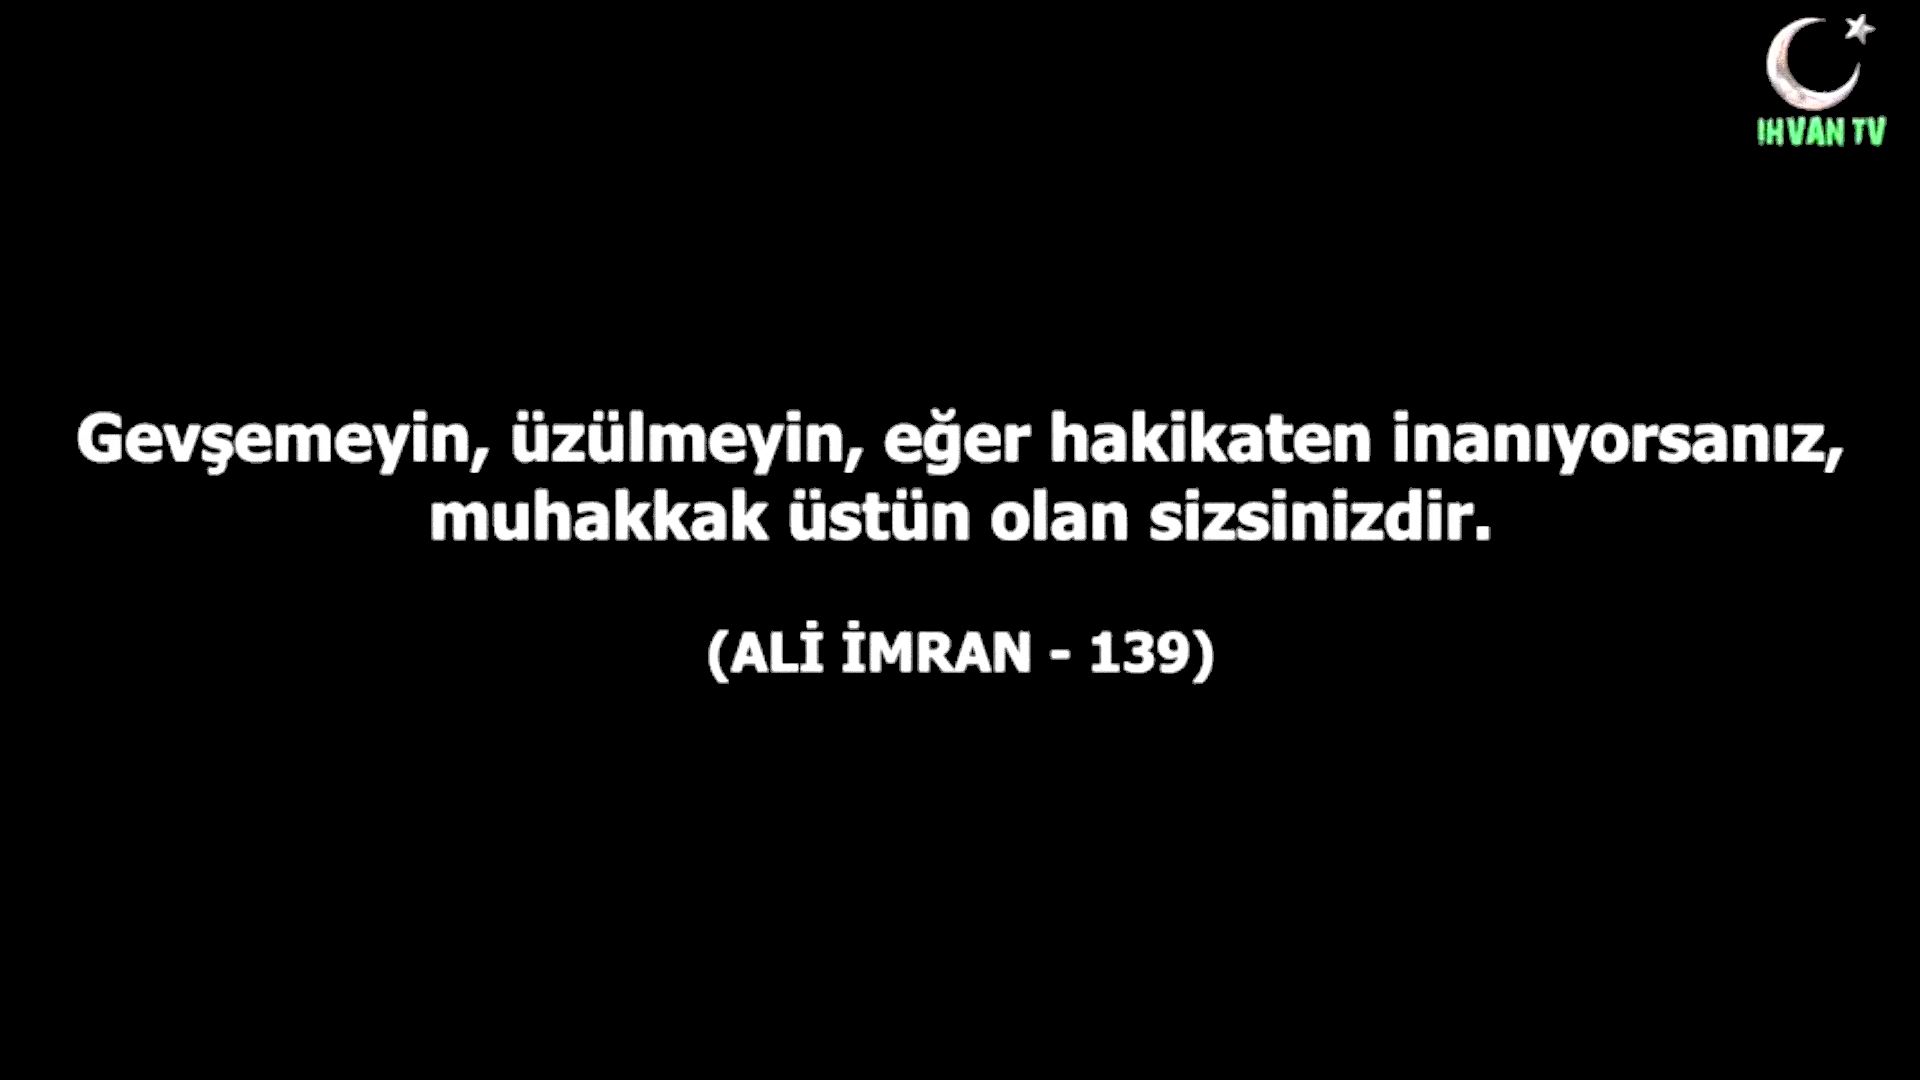 IHVAN TV
Gevşemeyin, üzülmeyin, eğer hakikaten inanıyorsanız,
muhakkak üstün olan sizsinizdir.
(ALİ İMRAN - 139)